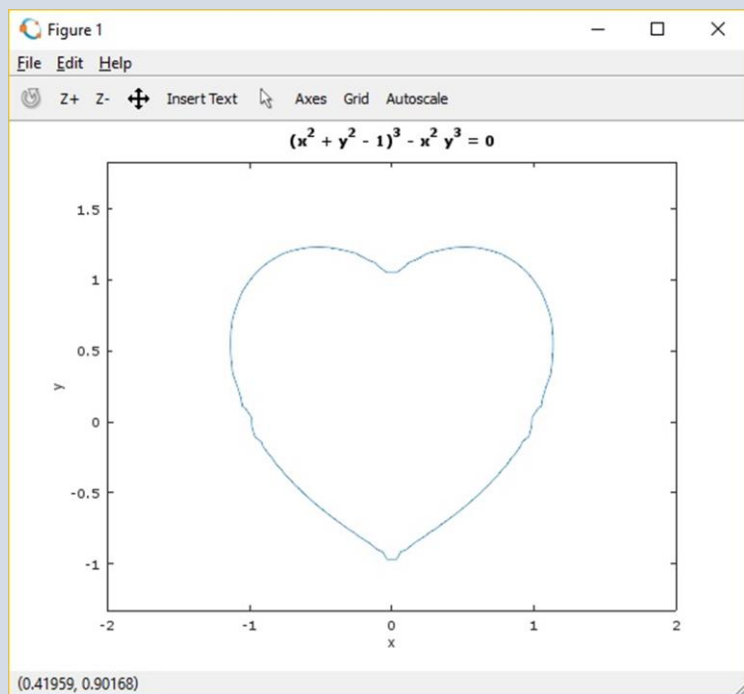 Figure 1
File Edit Help
Z+ Z- Insert Text Axes Grid Autoscale
(x² + y² - 1)³ - x² y³ = 0
1.5
1
0.5
y
0
-0.5
-1
-2 -1 0 1 2
x
(0.41959, 0.90168)